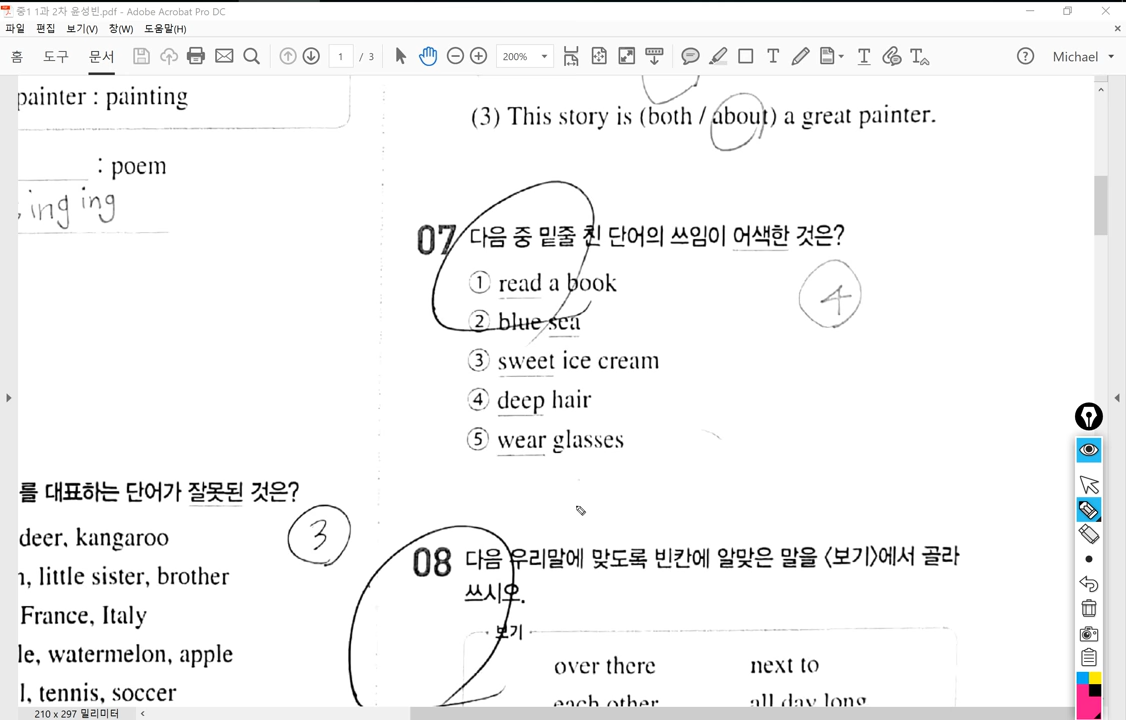 중1 1과 2차 윤성빈.pdf - Adobe Acrobat Pro DC
파일 편집 보기(V) 창(W) 도움말(H)
홈 도구 문서 1 / 3 200% Michael
painter : painting
: poem
ing ing
를 대표하는 단어가 잘못된 것은?
3
deer, kangaroo
, little sister, brother
France, Italy
le, watermelon, apple
l, tennis, soccer
(3) This story is (both / about) a great painter.
07 다음 중 밑줄 친 단어의 쓰임이 어색한 것은?
4
① read a book
② blue sea
③ sweet ice cream
④ deep hair
⑤ wear glasses
08 다음 우리말에 맞도록 빈칸에 알맞은 말을 〈보기〉에서 골라
쓰시오.
보기
over there next to
each other all day long
210 x 297 밀리미터